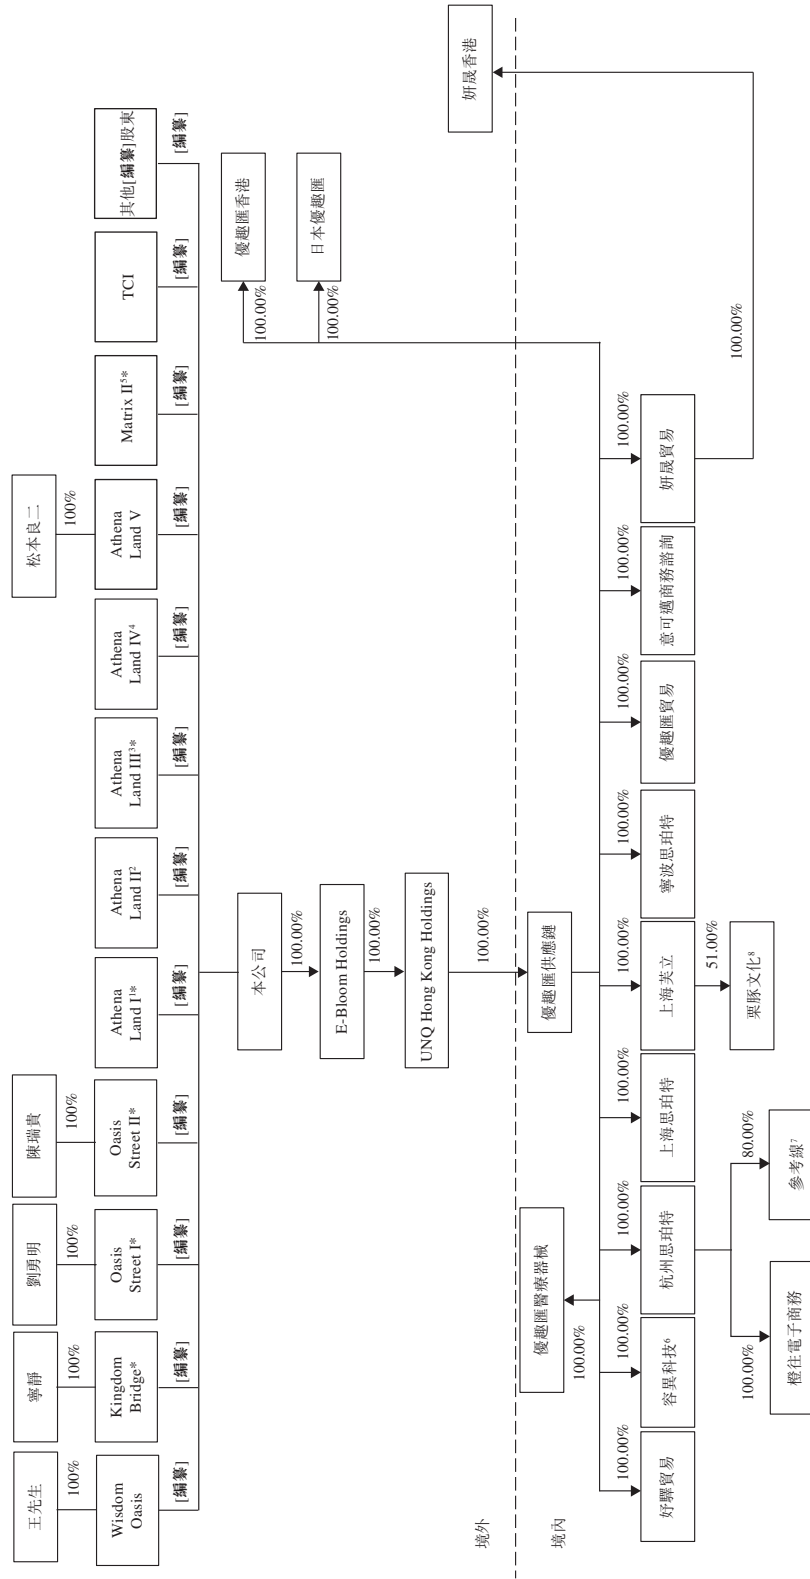 王先生
寧靜
劉勇明
陳瑞貴
松本良二
100%
100%
100%
100%
100%
Wisdom
Oasis
Kingdom
Bridge*
Oasis
Street I*
Oasis
Street II*
Athena
Land I¹*
Athena
Land II²
Athena
Land III³*
Athena
Land IV⁴
Athena
Land V
Matrix II⁵*
TCI
其他[編纂]股東
[編纂]
[編纂]
[編纂]
[編纂]
[編纂]
[編纂]
[編纂]
[編纂]
[編纂]
[編纂]
[編纂]
[編纂]
本公司
100.00%
E-Bloom Holdings
100.00%
UNQ Hong Kong Holdings
100.00%
優趣匯香港
100.00%
日本優趣匯
100.00%
妍晟香港
境外
境內
優趣匯供應鏈
優趣匯醫療器械
100.00%
100.00%
100.00%
100.00%
100.00%
100.00%
100.00%
100.00%
100.00%
100.00%
妤驛貿易
容異科技⁶
杭州思珀特
上海思珀特
上海芙立
寧波思珀特
優趣匯貿易
意可邁商務諮詢
妍晟貿易
100.00%
100.00%
80.00%
51.00%
橙往電子商務
參考線⁷
栗豚文化⁸